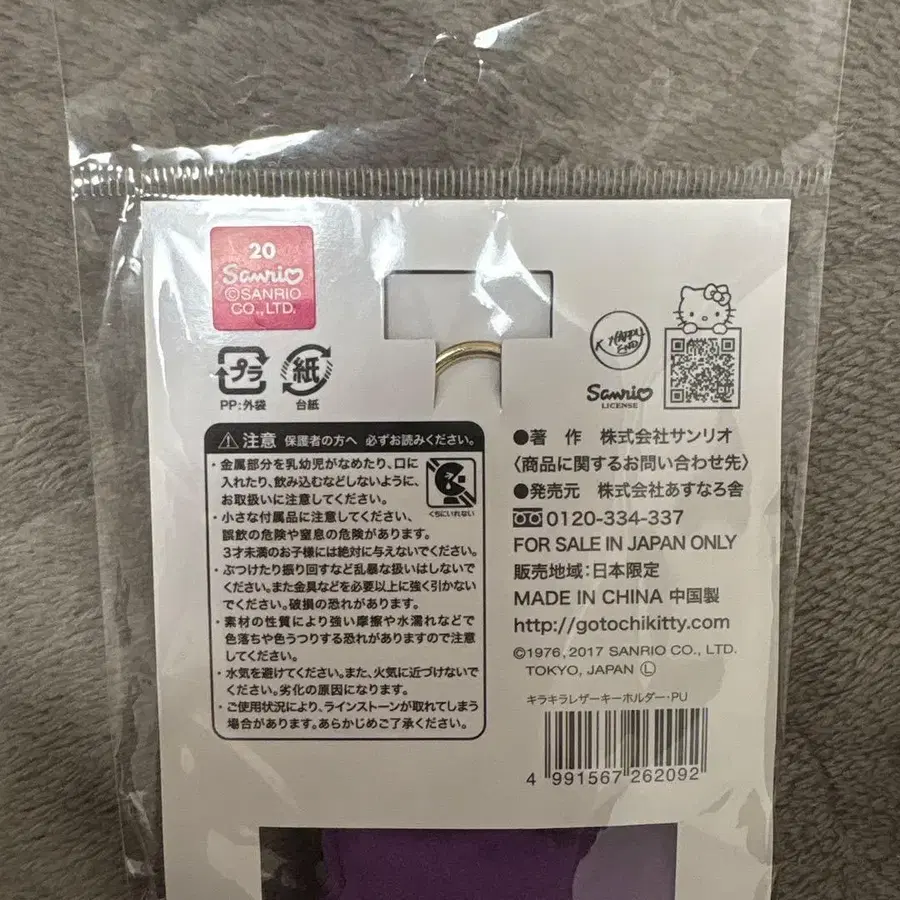 20
Sanrio
©SANRIO
CO., LTD.
プラ
PP:外袋
紙
台紙
K HAPPY
END
Sanrio
LICENSE
⚠注意 保護者の方へ 必ずお読みください。
・金属部分を乳幼児がなめたり、口に
入れたり、飲み込むなどしないように、
お取扱いに注意してください。
くちにいれない
・小さな付属品に注意してください、
誤飲の危険や窒息の危険があります。
3才未満のお子様には絶対に与えないでください。
・ぶつけたり振り回すなど乱暴な扱いはしないで
ください。また金具などを必要以上に強く引かない
でください。破損の恐れがあります。
・素材の性質により強い摩擦や水濡れなどで
色落ちや色うつりする恐れがありますので注意
してください。
・水気を避けてください。また、火気に近づけないで
ください。劣化の原因になります。
・ご使用状況により、ラインストーンが取れてしまう
場合があります。あらかじめご了承ください。
●著 作 株式会社サンリオ
〈商品に関するお問い合わせ先〉
●発売元 株式会社あすなろ舎
0120-334-337
FOR SALE IN JAPAN ONLY
販売地域:日本限定
MADE IN CHINA 中国製
http://gotochikitty.com
©1976, 2017 SANRIO CO., LTD.
TOKYO, JAPAN Ⓛ
キラキラレザーキーホルダー・PU
4 991567 262092